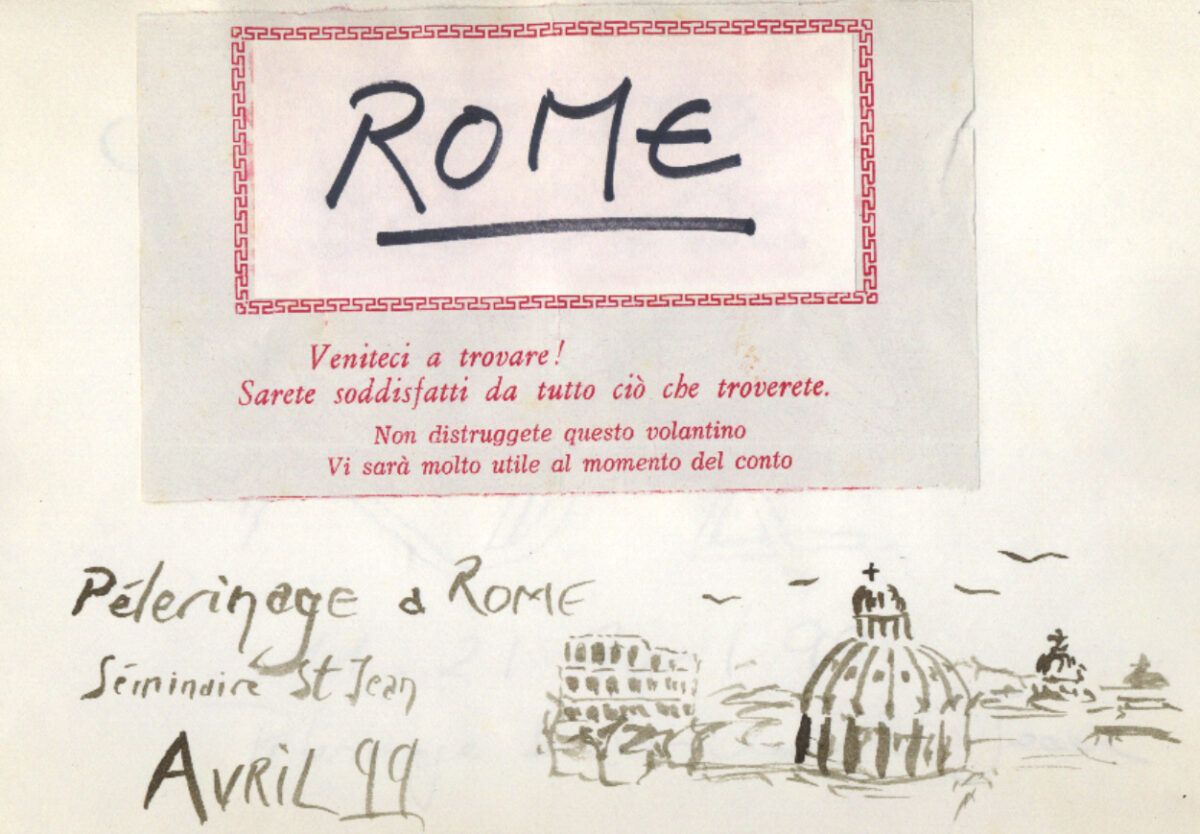 ROME
Veniteci a trovare!
Sarete soddisfatti da tutto ciò che troverete.
Non distruggete questo volantino
Vi sarà molto utile al momento del conto
Pélerinage à ROME
Séminaire St Jean
AVRIL 99